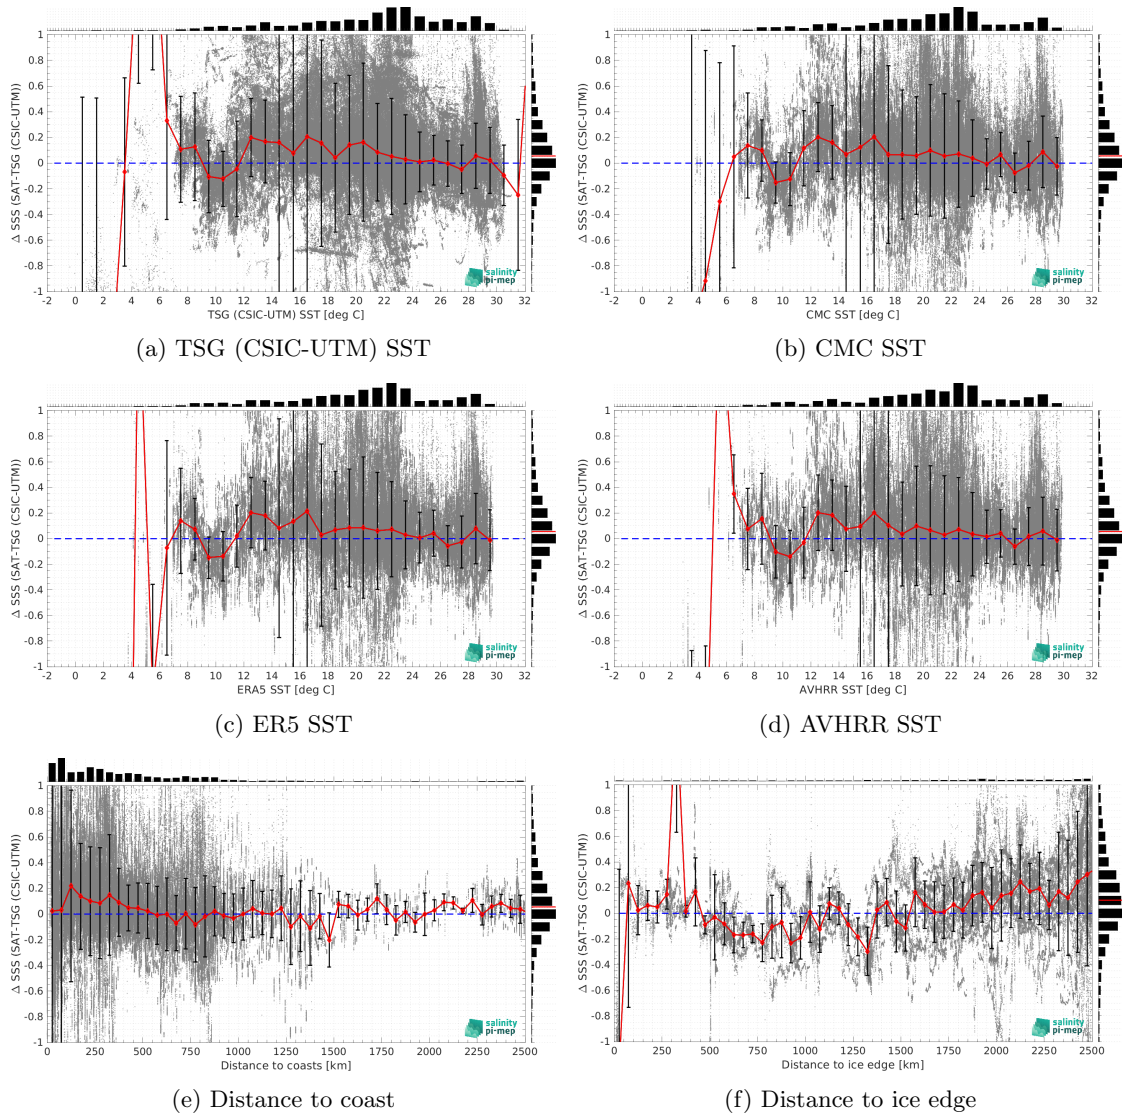 1
0.8
0.6
0.4
0.2
0
-0.2
-0.4
-0.6
-0.8
-1
Δ SSS (SAT-TSG (CSIC-UTM))
-2 0 2 4 6 8 10 12 14 16 18 20 22 24 26 28 30 32
TSG (CSIC-UTM) SST [deg C]
salinity
pi-mep
(a) TSG (CSIC-UTM) SST
1
0.8
0.6
0.4
0.2
0
-0.2
-0.4
-0.6
-0.8
-1
Δ SSS (SAT-TSG (CSIC-UTM))
-2 0 2 4 6 8 10 12 14 16 18 20 22 24 26 28 30 32
CMC SST [deg C]
salinity
pi-mep
(b) CMC SST
1
0.8
0.6
0.4
0.2
0
-0.2
-0.4
-0.6
-0.8
-1
Δ SSS (SAT-TSG (CSIC-UTM))
-2 0 2 4 6 8 10 12 14 16 18 20 22 24 26 28 30 32
ERA5 SST [deg C]
salinity
pi-mep
(c) ER5 SST
1
0.8
0.6
0.4
0.2
0
-0.2
-0.4
-0.6
-0.8
-1
Δ SSS (SAT-TSG (CSIC-UTM))
-2 0 2 4 6 8 10 12 14 16 18 20 22 24 26 28 30 32
AVHRR SST [deg C]
salinity
pi-mep
(d) AVHRR SST
1
0.8
0.6
0.4
0.2
0
-0.2
-0.4
-0.6
-0.8
-1
Δ SSS (SAT-TSG (CSIC-UTM))
0 250 500 750 1000 1250 1500 1750 2000 2250 2500
Distance to coasts [km]
salinity
pi-mep
(e) Distance to coast
1
0.8
0.6
0.4
0.2
0
-0.2
-0.4
-0.6
-0.8
-1
Δ SSS (SAT-TSG (CSIC-UTM))
0 250 500 750 1000 1250 1500 1750 2000 2250 2500
Distance to ice edge [km]
salinity
pi-mep
(f) Distance to ice edge